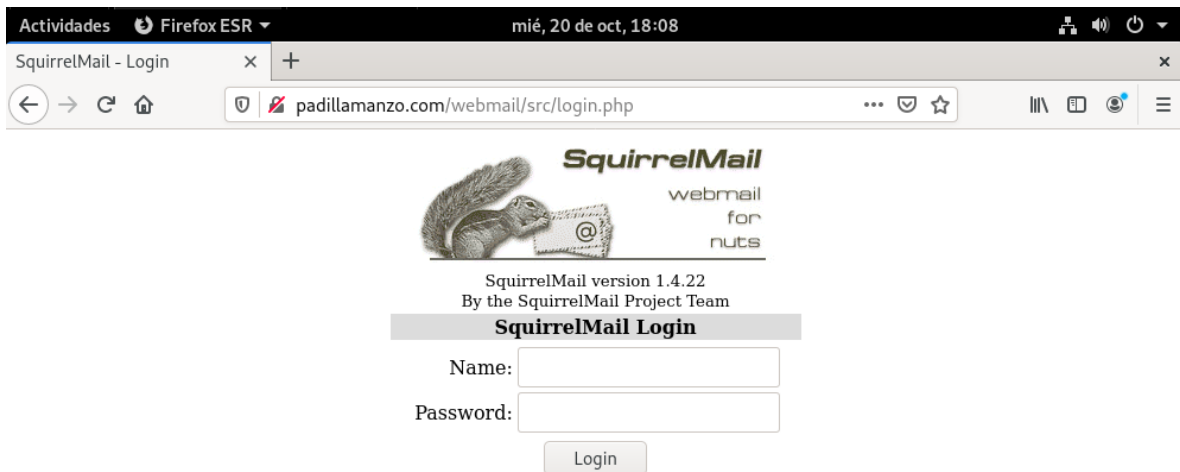 Actividades Firefox ESR mié, 20 de oct, 18:08
SquirrelMail - Login
padillamanzo.com/webmail/src/login.php
SquirrelMail
webmail
for
nuts
@
SquirrelMail version 1.4.22
By the SquirrelMail Project Team
SquirrelMail Login
Name:
Password:
Login